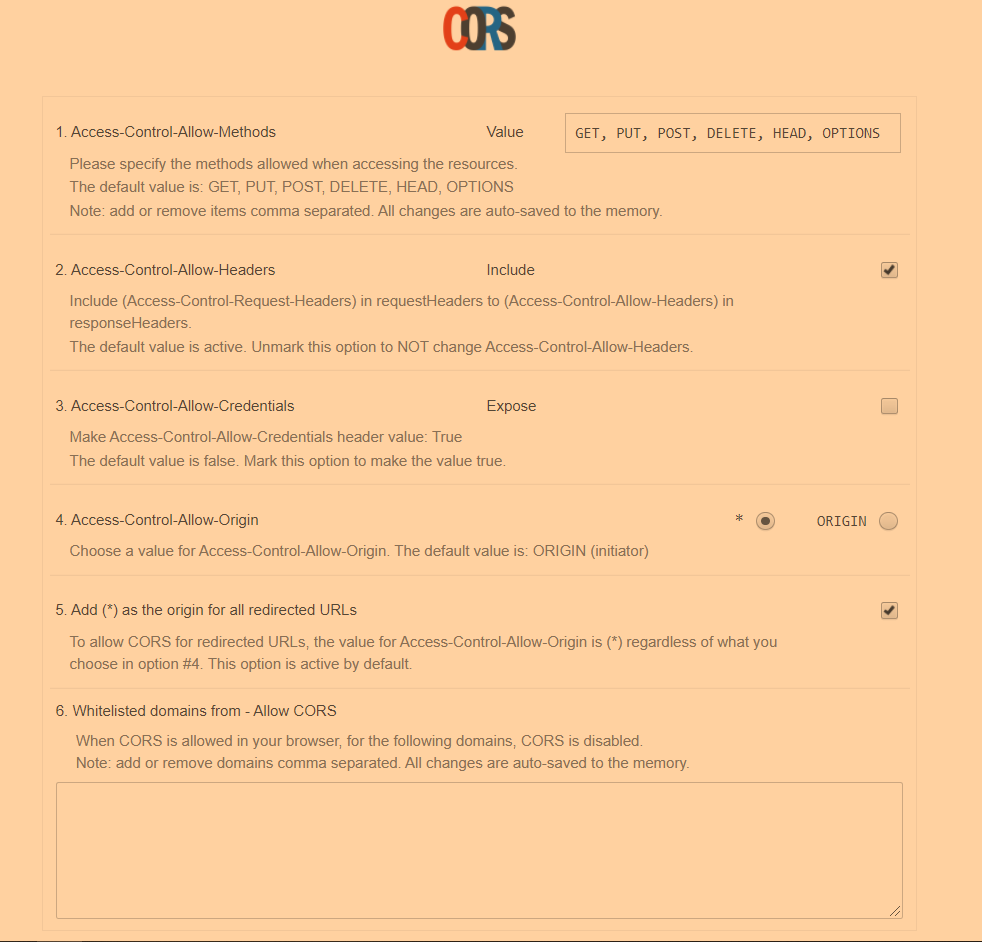 CORS
1. Access-Control-Allow-Methods Value GET, PUT, POST, DELETE, HEAD, OPTIONS
Please specify the methods allowed when accessing the resources.
The default value is: GET, PUT, POST, DELETE, HEAD, OPTIONS
Note: add or remove items comma separated. All changes are auto-saved to the memory.
2. Access-Control-Allow-Headers Include
Include (Access-Control-Request-Headers) in requestHeaders to (Access-Control-Allow-Headers) in
responseHeaders.
The default value is active. Unmark this option to NOT change Access-Control-Allow-Headers.
3. Access-Control-Allow-Credentials Expose
Make Access-Control-Allow-Credentials header value: True
The default value is false. Mark this option to make the value true.
4. Access-Control-Allow-Origin * ORIGIN
Choose a value for Access-Control-Allow-Origin. The default value is: ORIGIN (initiator)
5. Add (*) as the origin for all redirected URLs
To allow CORS for redirected URLs, the value for Access-Control-Allow-Origin is (*) regardless of what you
choose in option #4. This option is active by default.
6. Whitelisted domains from - Allow CORS
When CORS is allowed in your browser, for the following domains, CORS is disabled.
Note: add or remove domains comma separated. All changes are auto-saved to the memory.